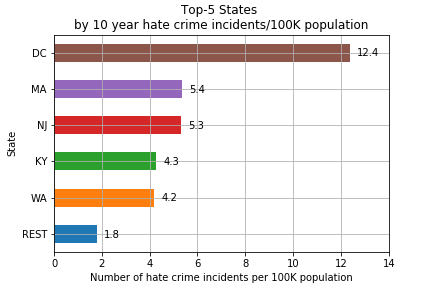 Top-5 States
by 10 year hate crime incidents/100K population
State
DC
12.4
MA
5.4
NJ
5.3
KY
4.3
WA
4.2
REST
1.8
0 2 4 6 8 10 12 14
Number of hate crime incidents per 100K population